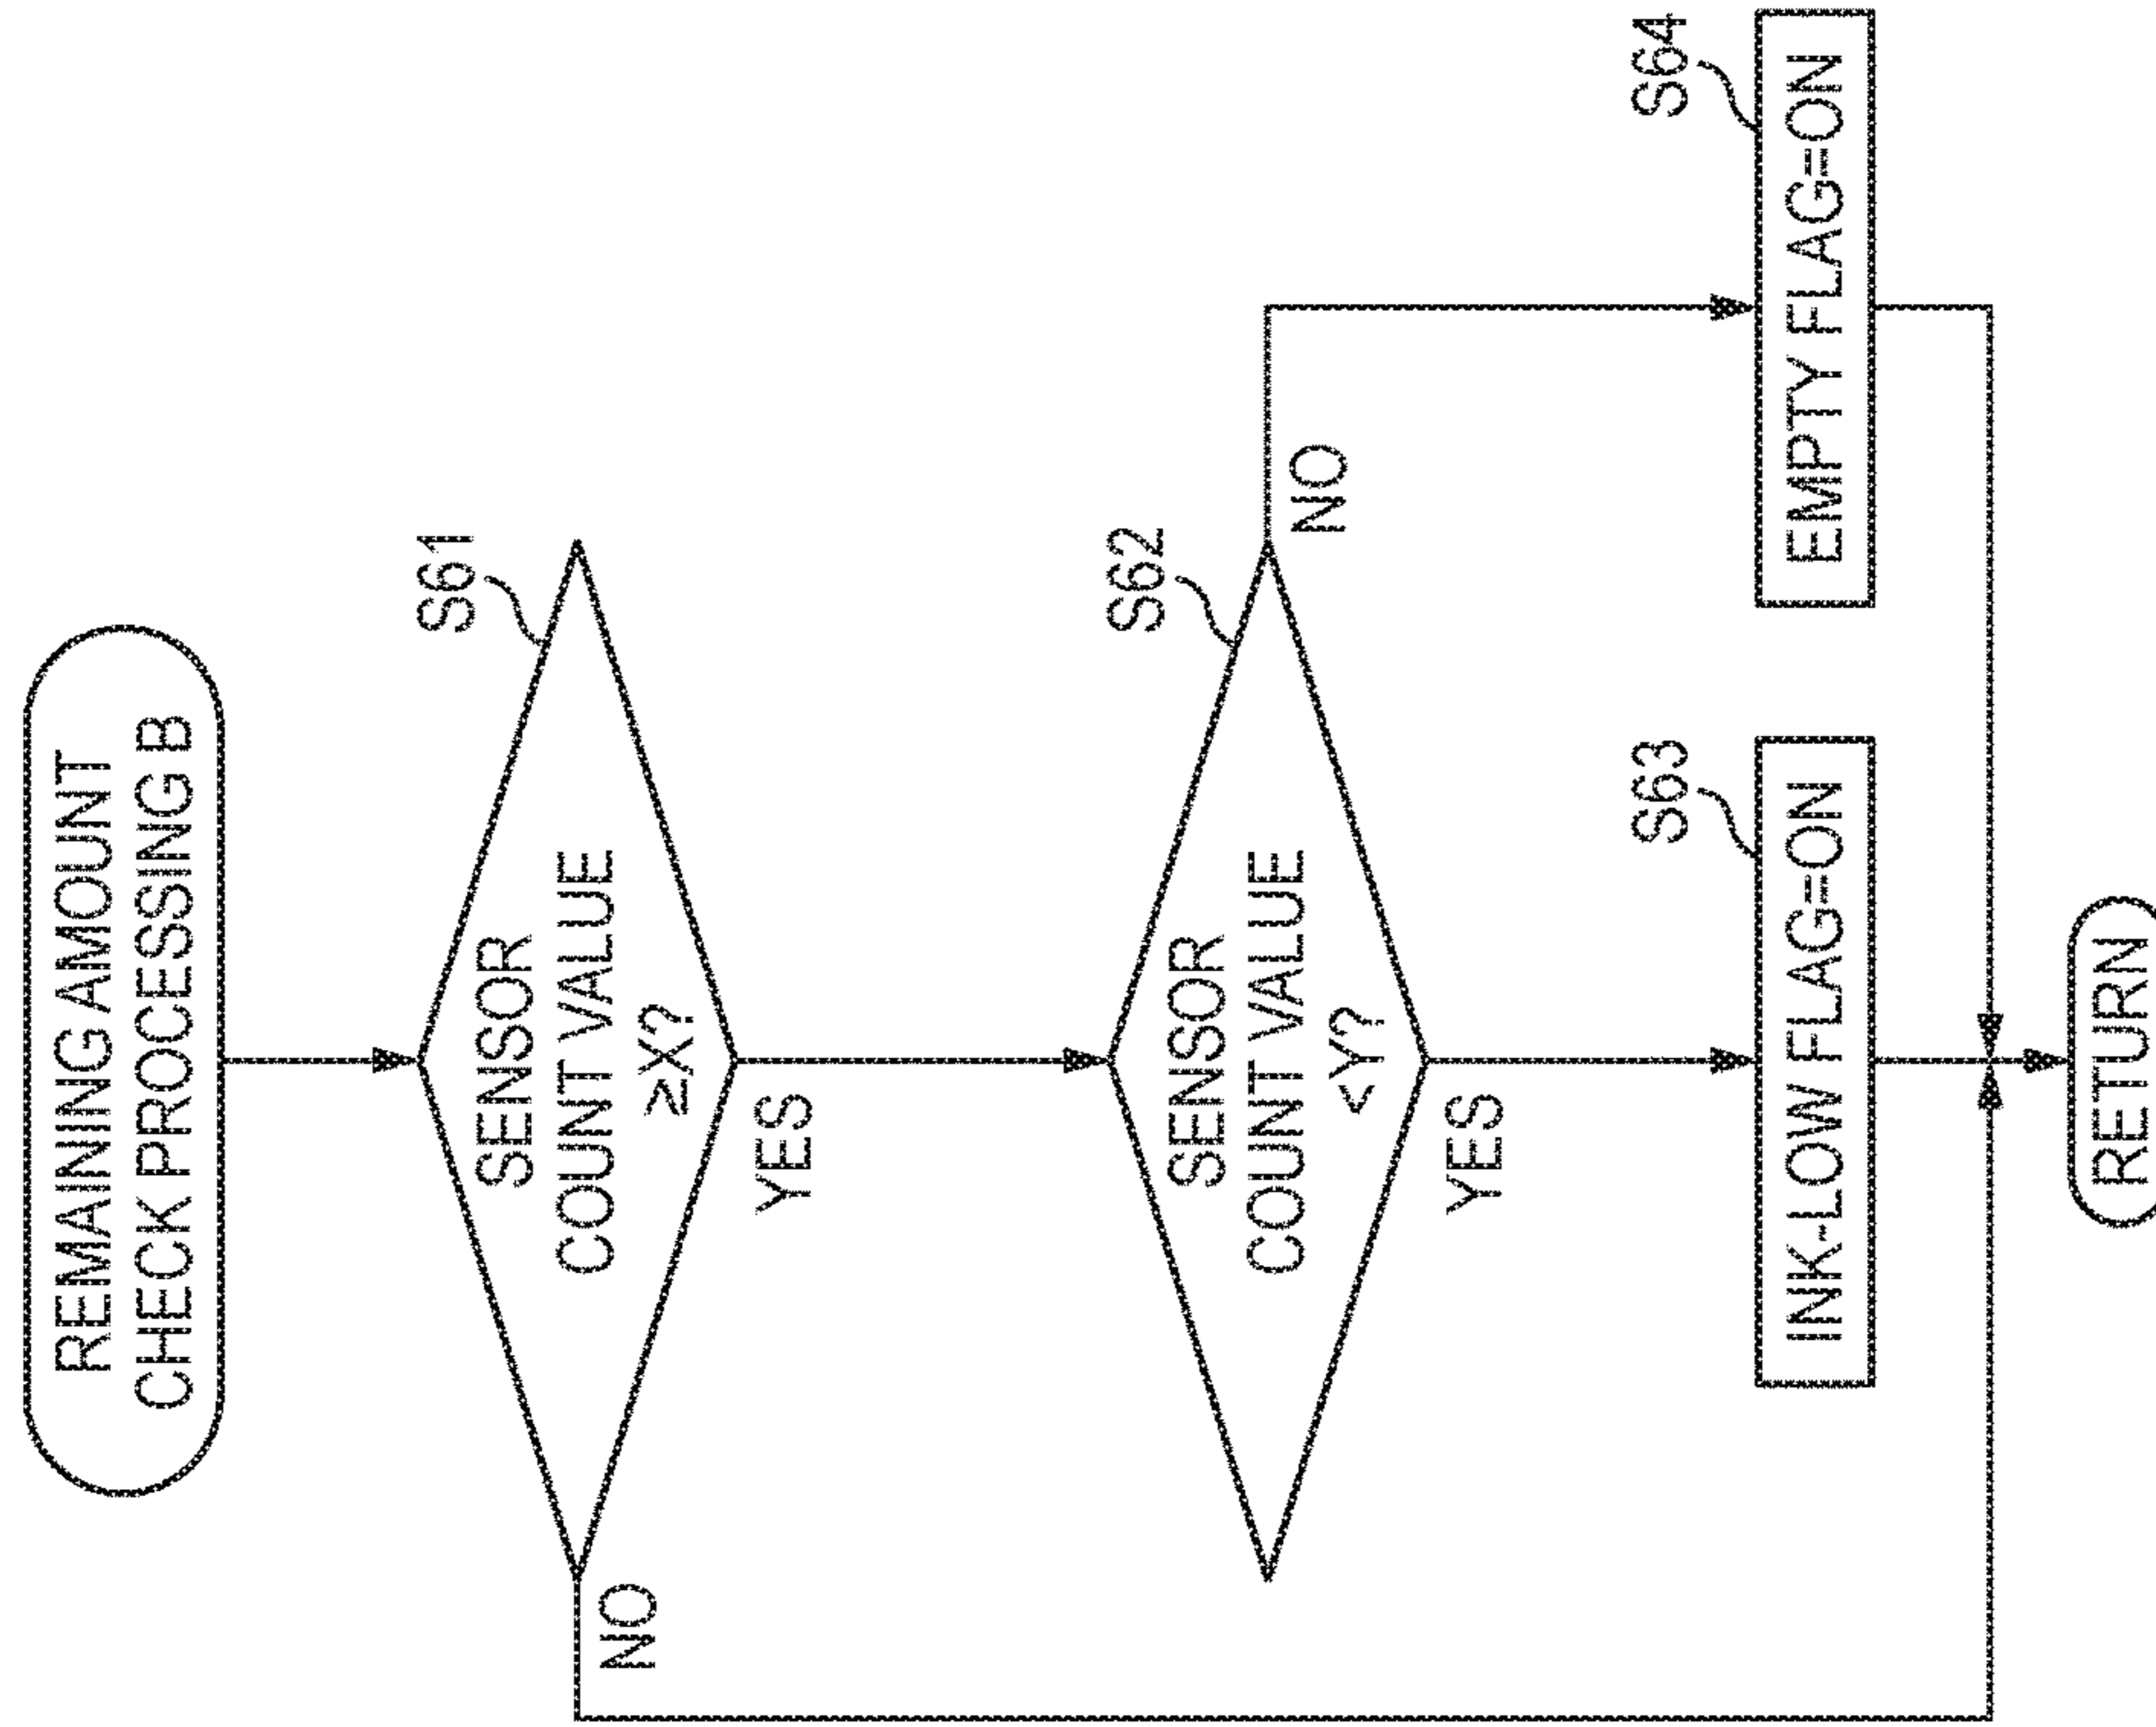 REMAINING AMOUNT
CHECK PROCESSING B
S61
SENSOR
COUNT VALUE
≥X?
NO
YES
S62
SENSOR
COUNT VALUE
<Y?
NO
YES
S63
INK-LOW FLAG=ON
S64
EMPTY FLAG=ON
RETURN